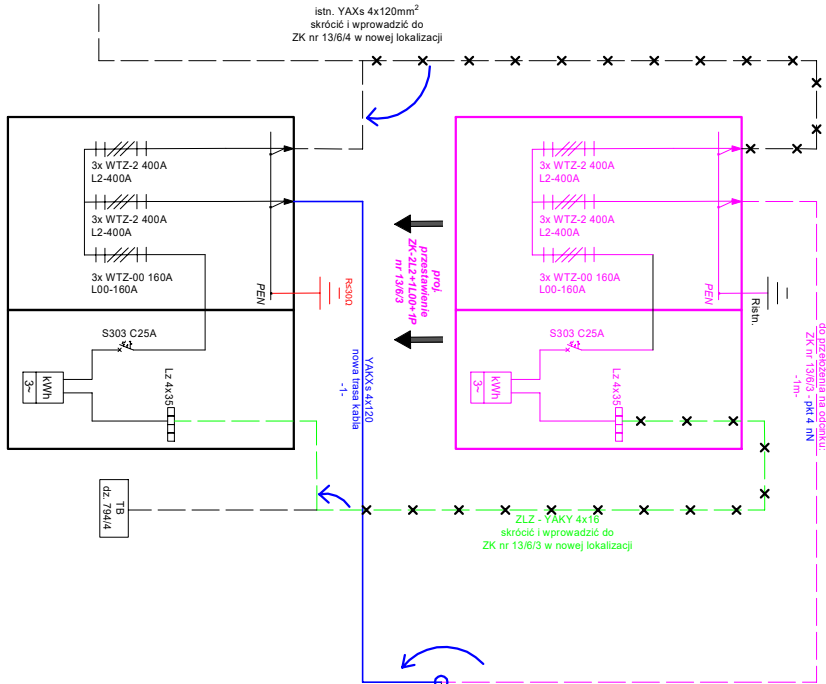 istn. YAXs 4x120mm²
skrócić i wprowadzić do
ZK nr 13/6/4 w nowej lokalizacji
3x WTZ-2 400A
L2-400A
3x WTZ-2 400A
L2-400A
3x WTZ-00 160A
L00-160A
PEN
R≤30Ω
S303 C25A
Lz 4x35
kWh
3~
YAKXs 4x120
nowa trasa kabla
-1-
TB
dz. 794/4
proj.
przestawienie
ZK-2L2+1L00+1P
nr 13/6/3
3x WTZ-2 400A
L2-400A
3x WTZ-2 400A
L2-400A
3x WTZ-00 160A
L00-160A
PEN
Ristn.
S303 C25A
Lz 4x35
kWh
3~
do przełożenia na odcinku:
ZK nr 13/6/3 - pkt 4 nN
-1m-
ZLZ - YAKY 4x16
skrócić i wprowadzić do
ZK nr 13/6/3 w nowej lokalizacji